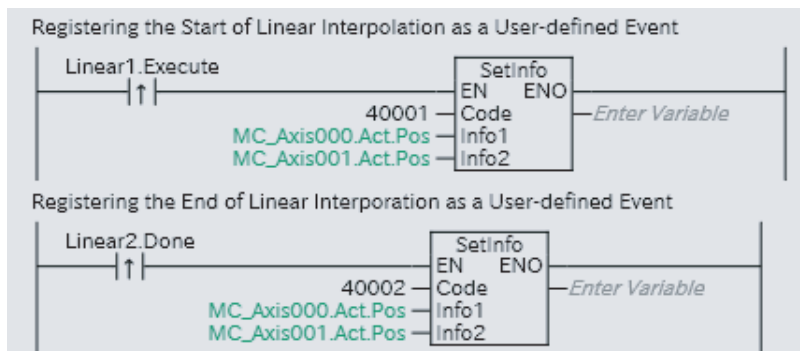 Registering the Start of Linear Interpolation as a User-defined Event
Linear1.Execute
SetInfo
EN ENO
40001 Code Enter Variable
MC_Axis000.Act.Pos Info1
MC_Axis001.Act.Pos Info2
Registering the End of Linear Interporation as a User-defined Event
Linear2.Done
SetInfo
EN ENO
40002 Code Enter Variable
MC_Axis000.Act.Pos Info1
MC_Axis001.Act.Pos Info2